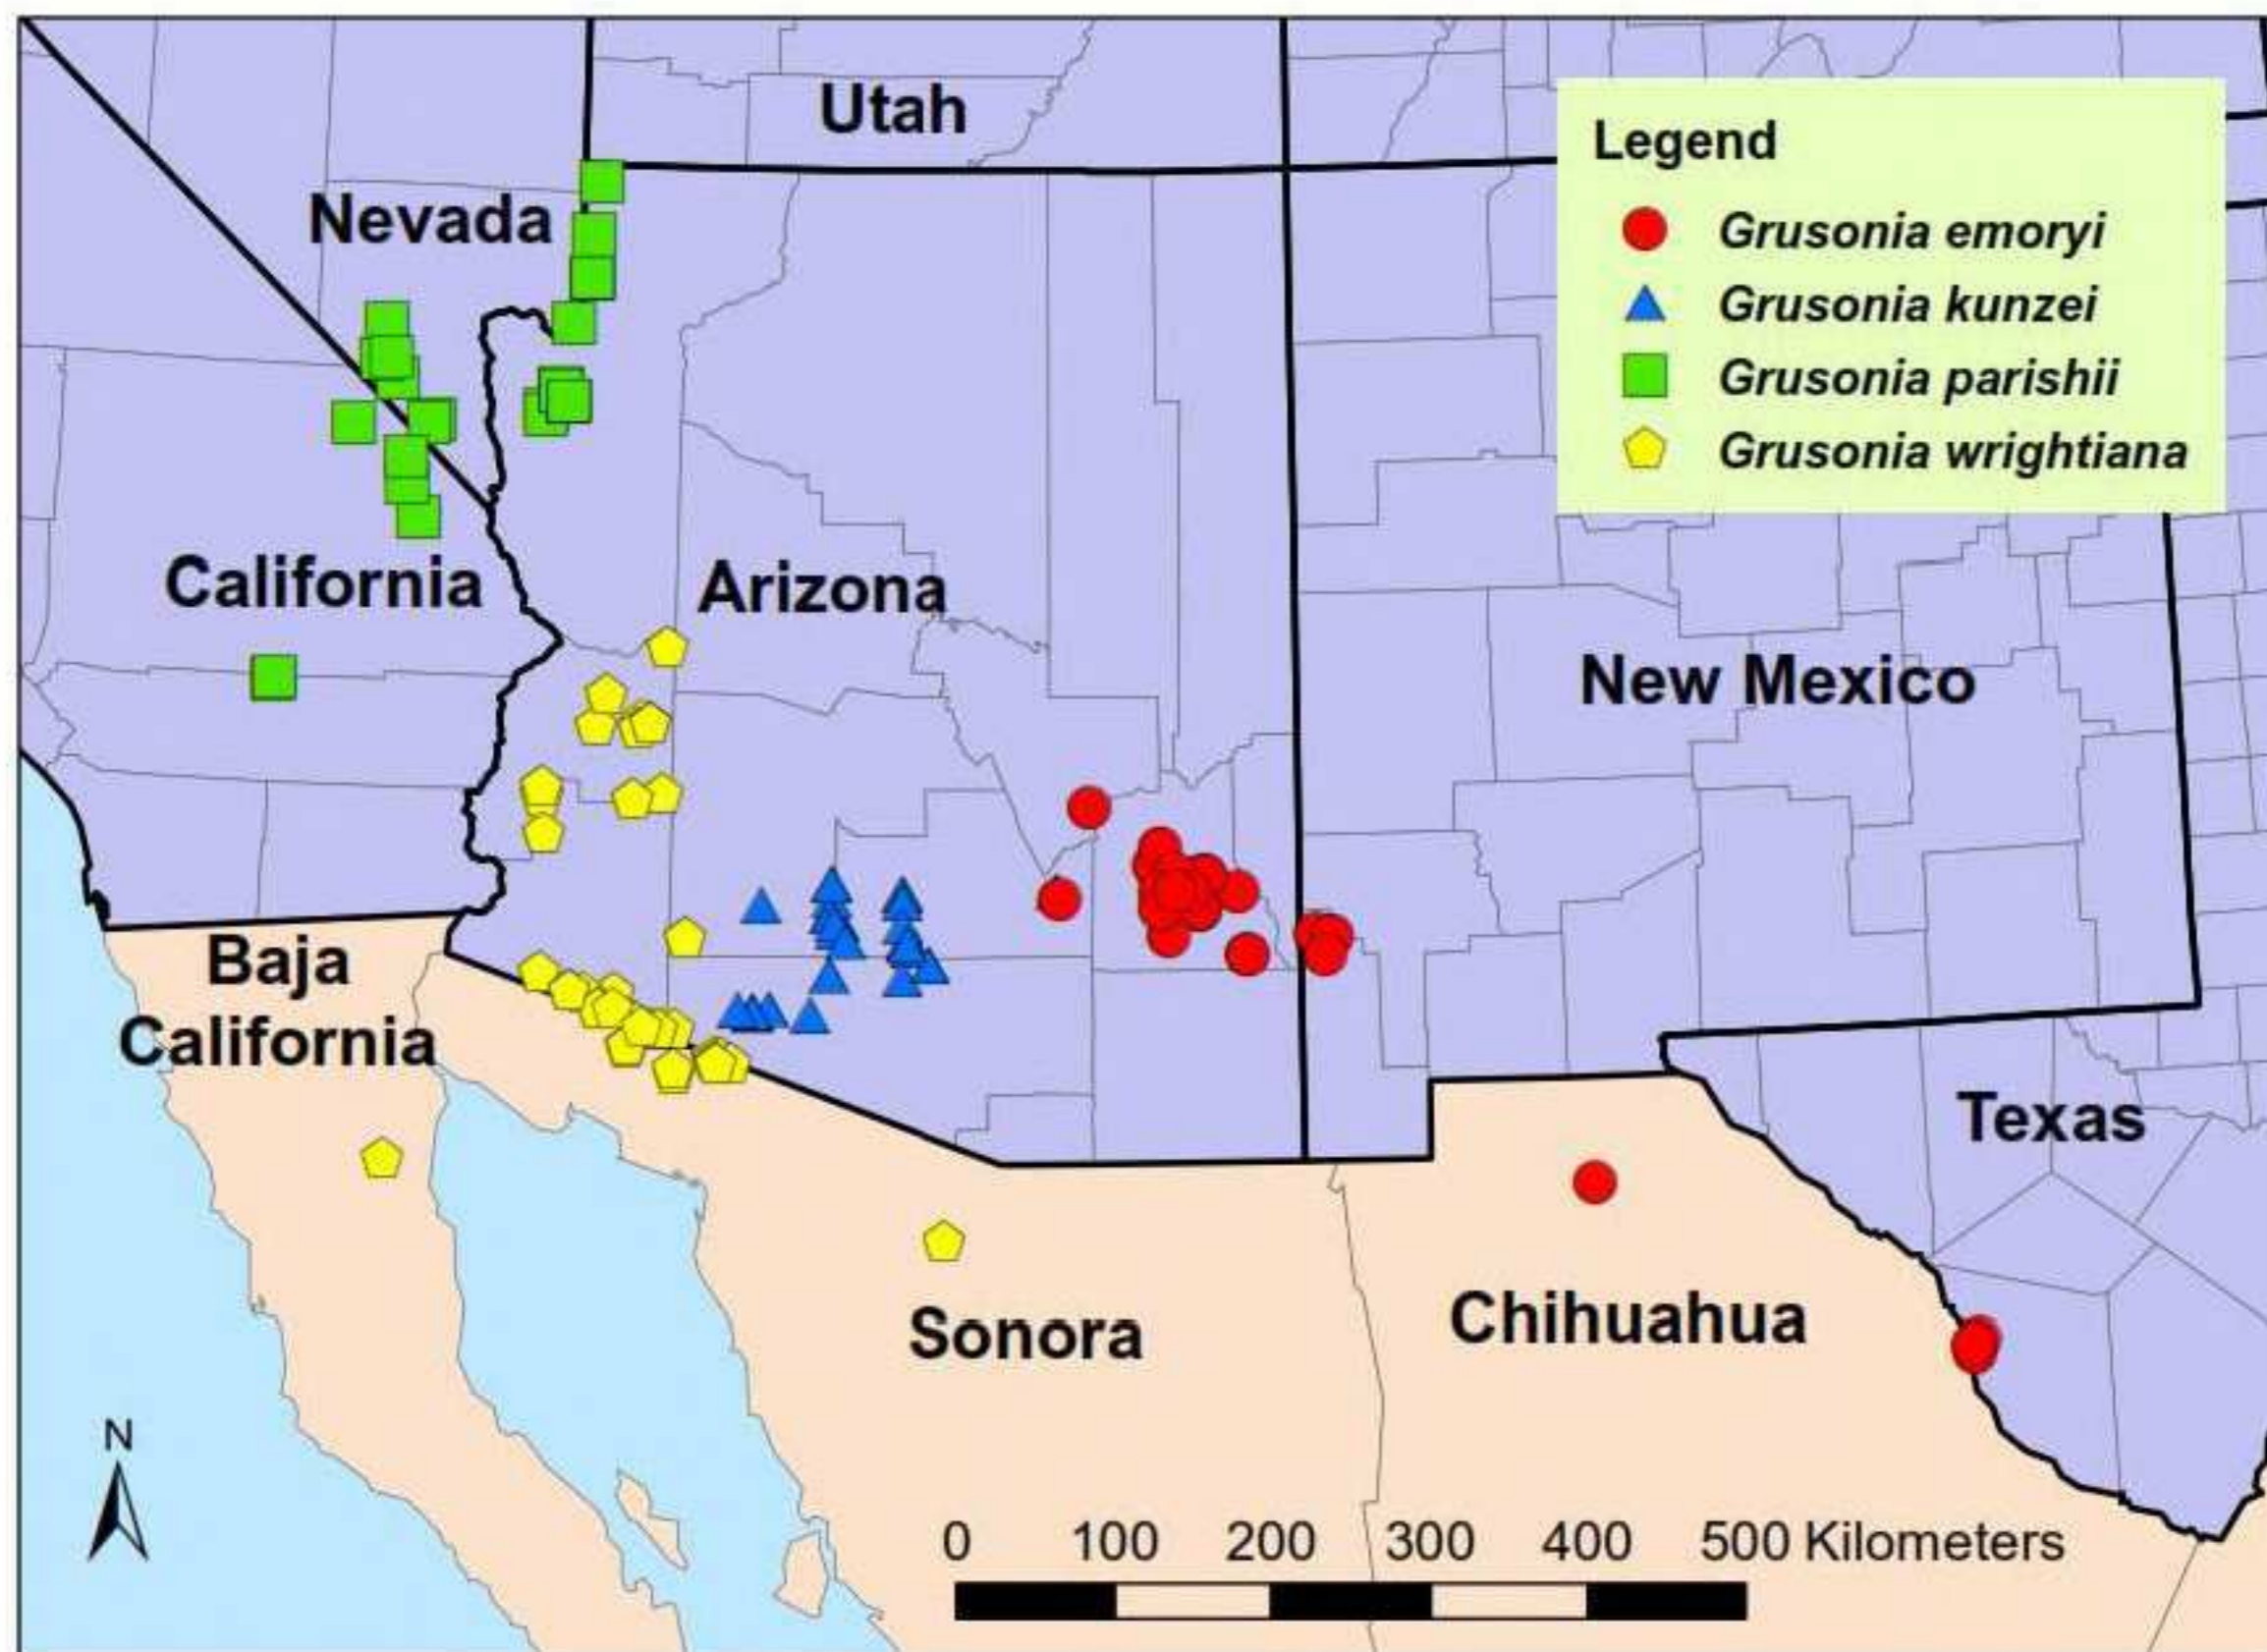 Utah
Legend
Nevada
Grusonia emoryi
Grusonia kunzei
Grusonia parishii
Grusonia wrightiana
California
Arizona
New Mexico
Baja
California
Texas
Sonora
Chihuahua
N
0 100 200 300 400 500 Kilometers